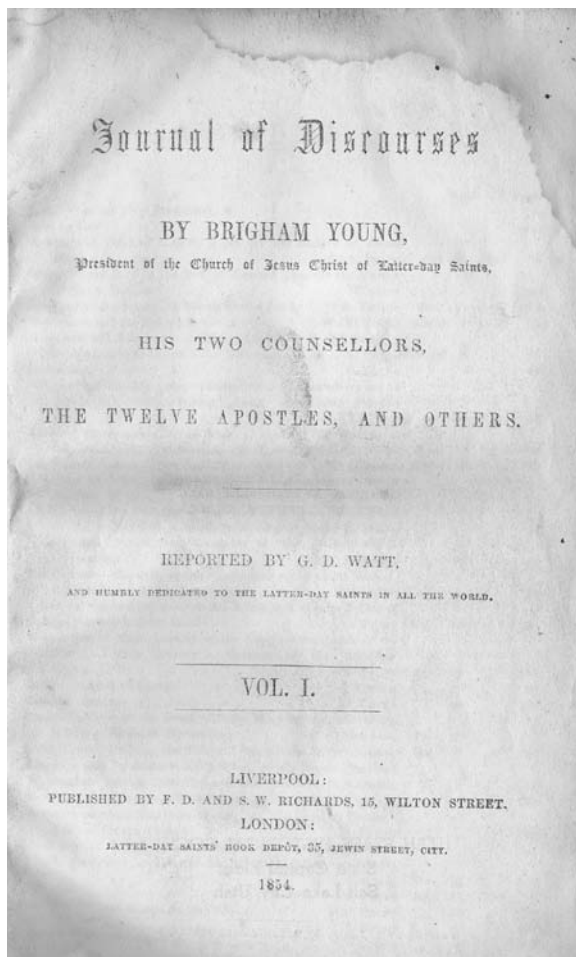 Journal of Discourses
BY BRIGHAM YOUNG,
President of the Church of Jesus Christ of Latter-day Saints,
HIS TWO COUNSELLORS,
THE TWELVE APOSTLES, AND OTHERS.
REPORTED BY G. D. WATT,
AND HUMBLY DEDICATED TO THE LATTER-DAY SAINTS IN ALL THE WORLD.
VOL. I.
LIVERPOOL:
PUBLISHED BY F. D. AND S. W. RICHARDS, 15, WILTON STREET.
LONDON:
LATTER-DAY SAINTS' BOOK DEPÔT, 35, JEWIN STREET, CITY.
1854.